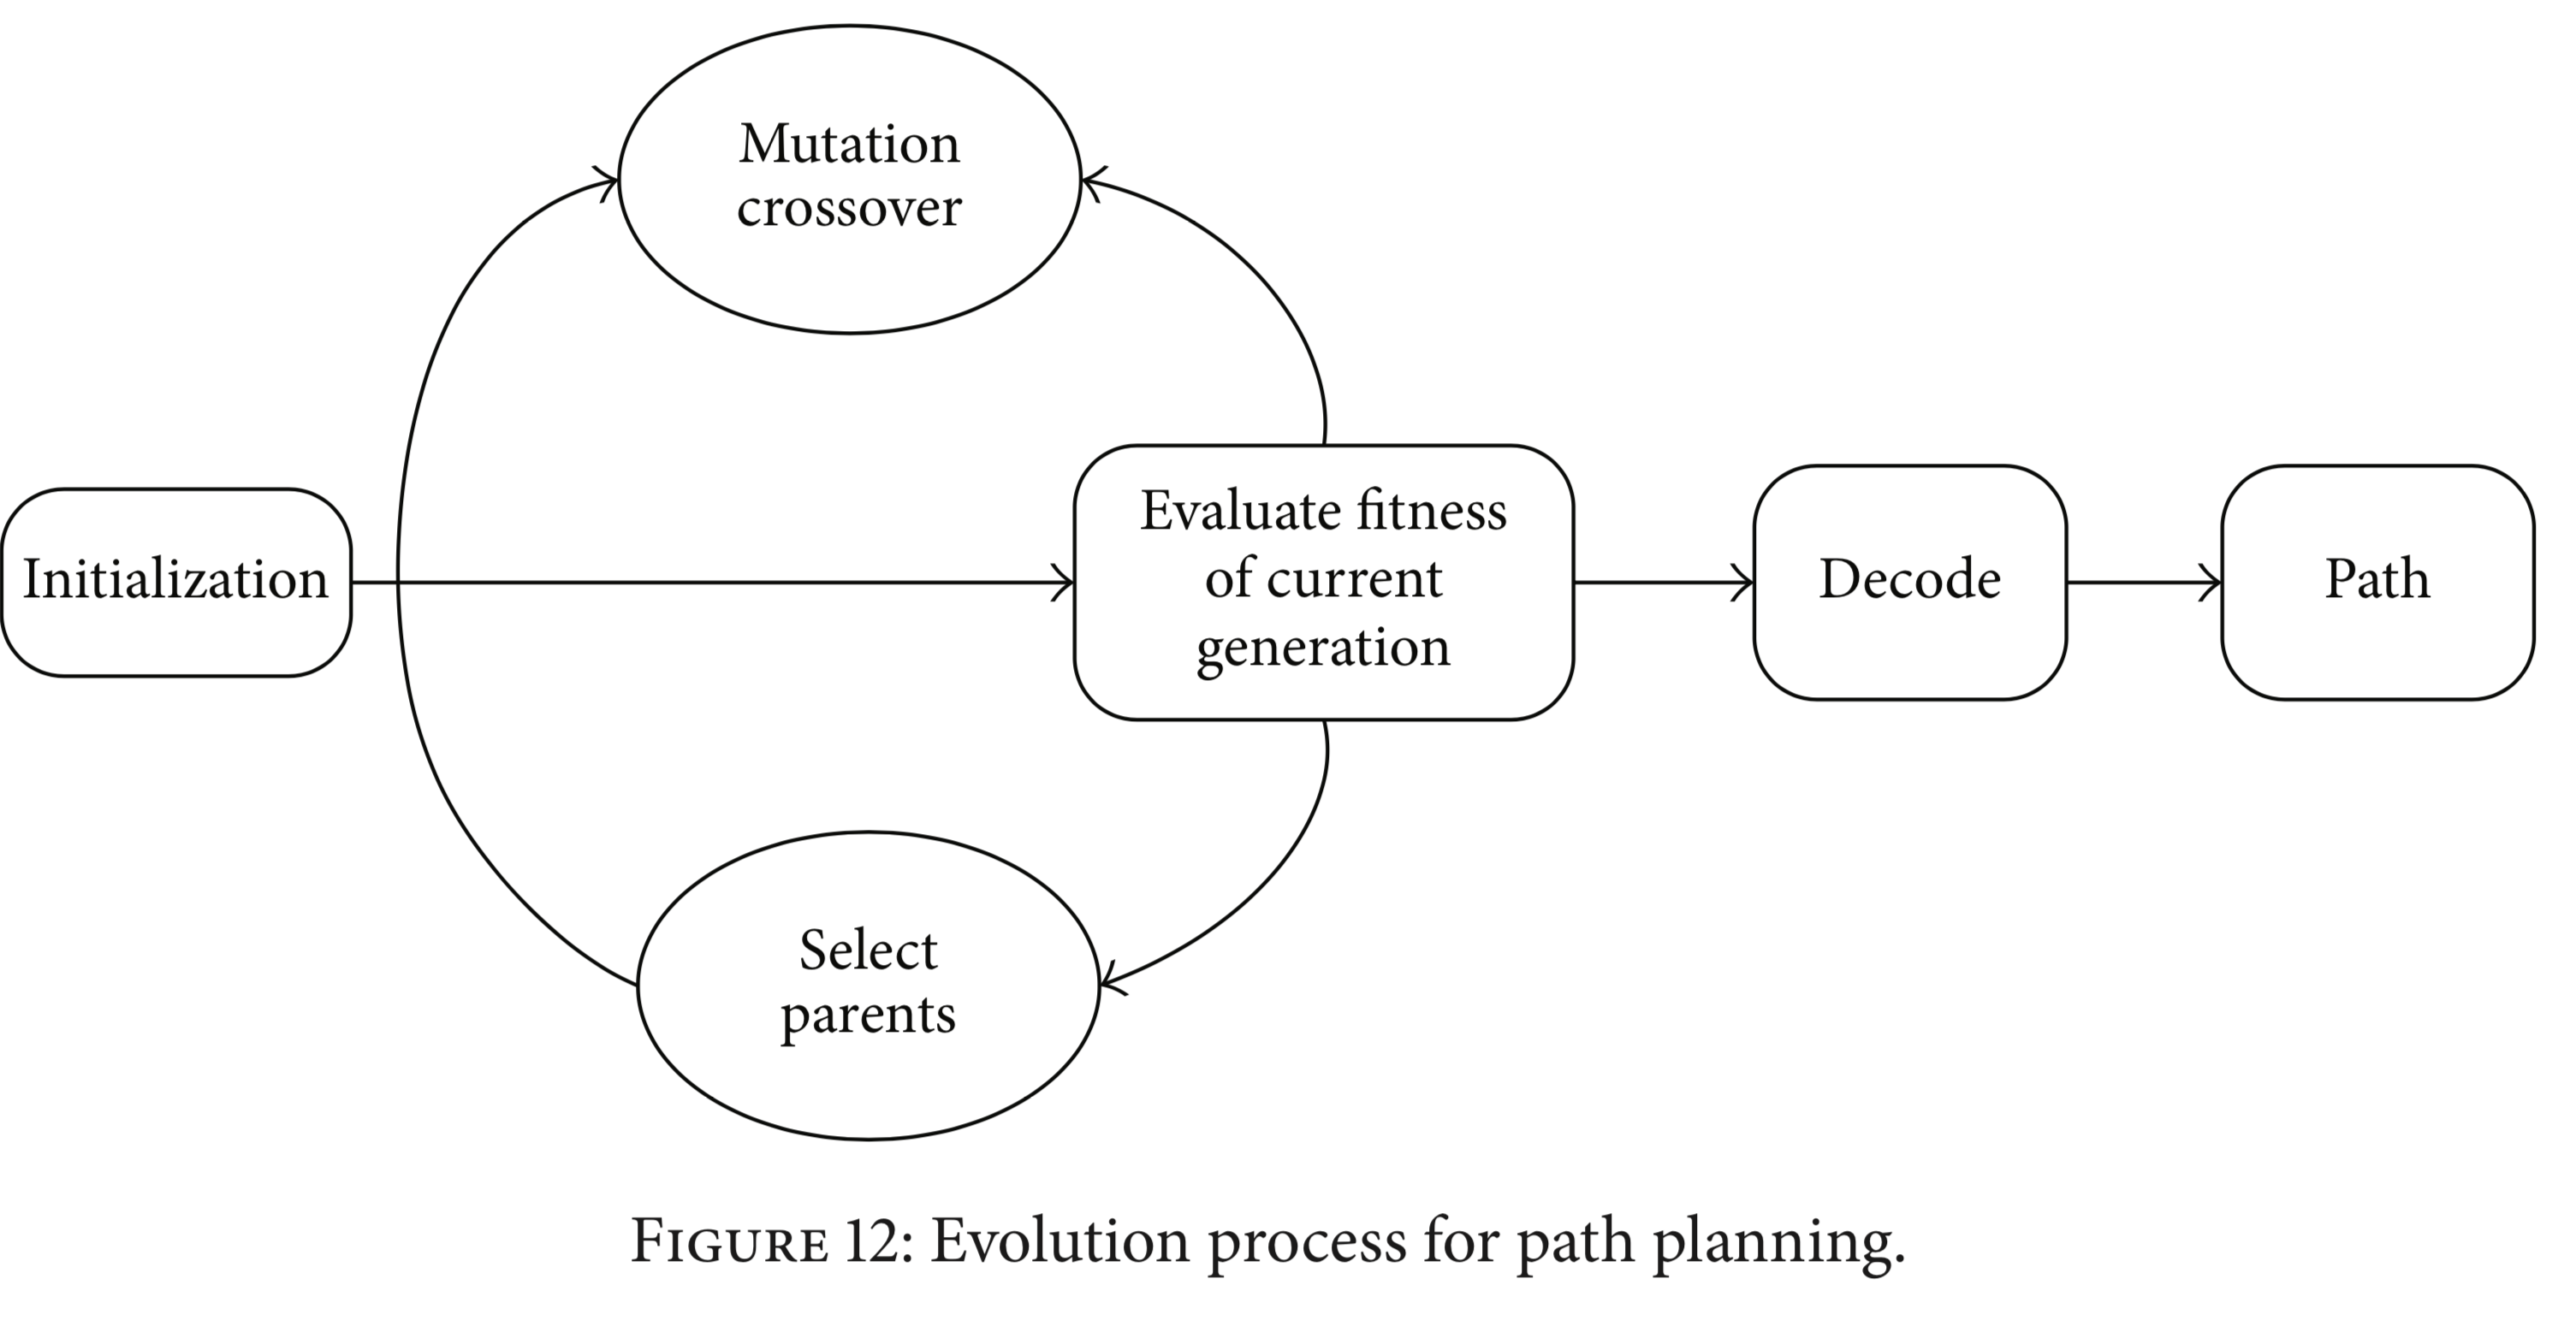 Mutation
crossover
Initialization
Evaluate fitness
of current
generation
Decode
Path
Select
parents
FIGURE 12: Evolution process for path planning.